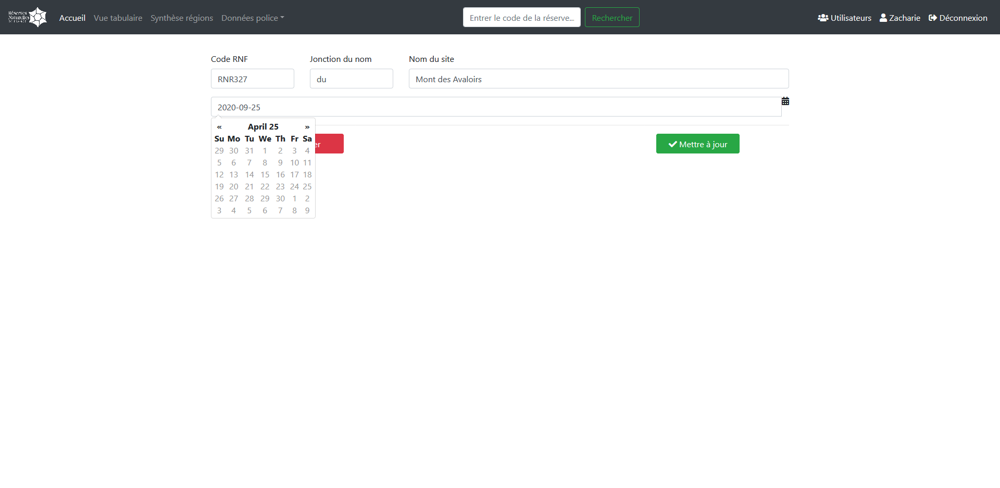 Réserves
Naturelles
DE FRANCE
Accueil Vue tabulaire Synthèse régions Données police
Entrer le code de la réserve... Rechercher
Utilisateurs Zacharie Déconnexion
Code RNF Jonction du nom Nom du site
RNR327 du Mont des Avaloirs
2020-09-25
« April 25 »
Su Mo Tu We Th Fr Sa
29 30 31 1 2 3 4
5 6 7 8 9 10 11
12 13 14 15 16 17 18
19 20 21 22 23 24 25
26 27 28 29 30 1 2
3 4 5 6 7 8 9
er Mettre à jour